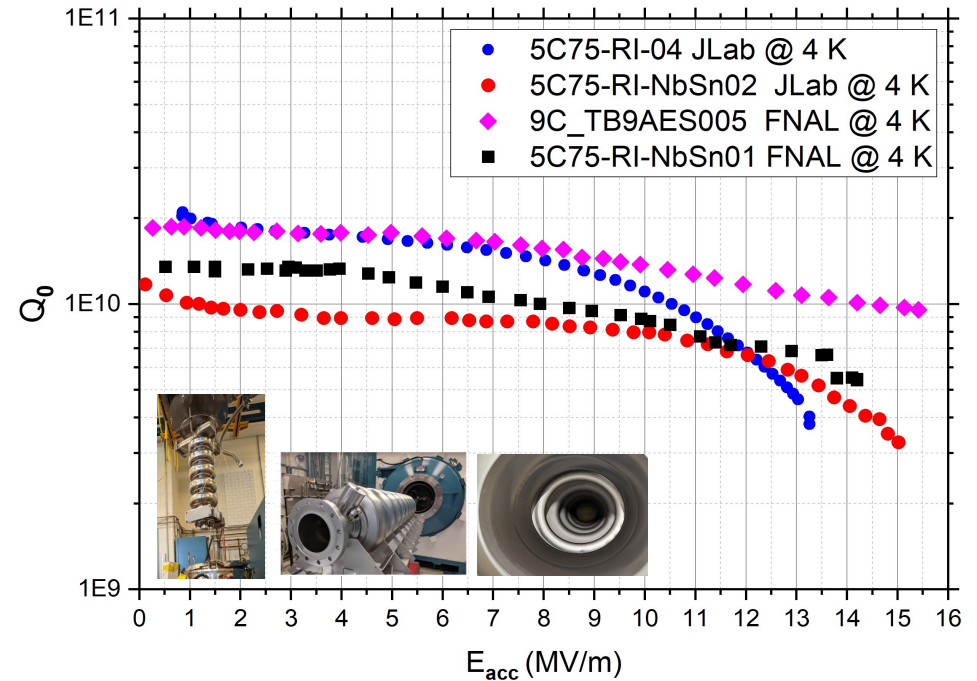 1E11
5C75-RI-04 JLab @ 4 K
5C75-RI-NbSn02 JLab @ 4 K
9C_TB9AES005 FNAL @ 4 K
5C75-RI-NbSn01 FNAL @ 4 K
Q0
1E10
1E9
0 1 2 3 4 5 6 7 8 9 10 11 12 13 14 15 16
Eacc (MV/m)